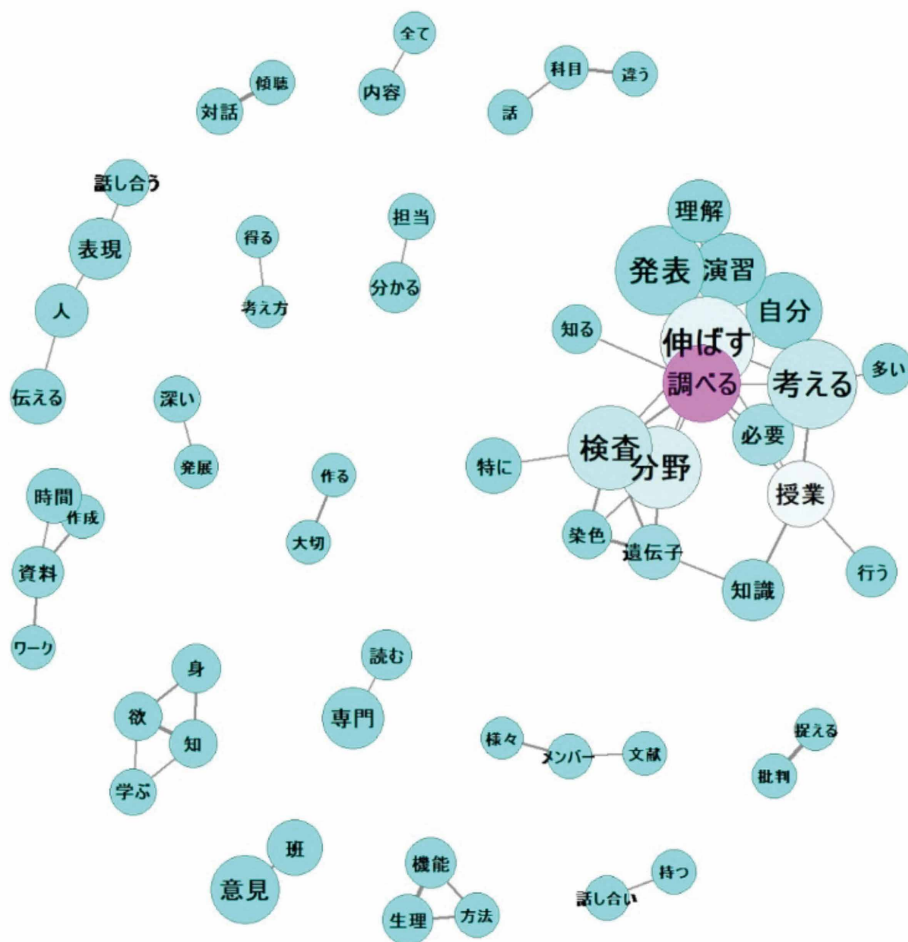 全て
傾聴
対話
内容
科目
違う
話
話し合う
表現
人
伝える
得る
考え方
担当
分かる
理解
発表
演習
自分
伸ばす
知る
調べる
考える
多い
検査
分野
必要
特に
授業
染色
遺伝子
知識
行う
深い
発展
作る
大切
時間
作成
資料
ワーク
身
欲
知
学ぶ
読む
専門
様々
メンバー
文献
捉える
批判
班
意見
機能
生理
方法
持つ
話し合い